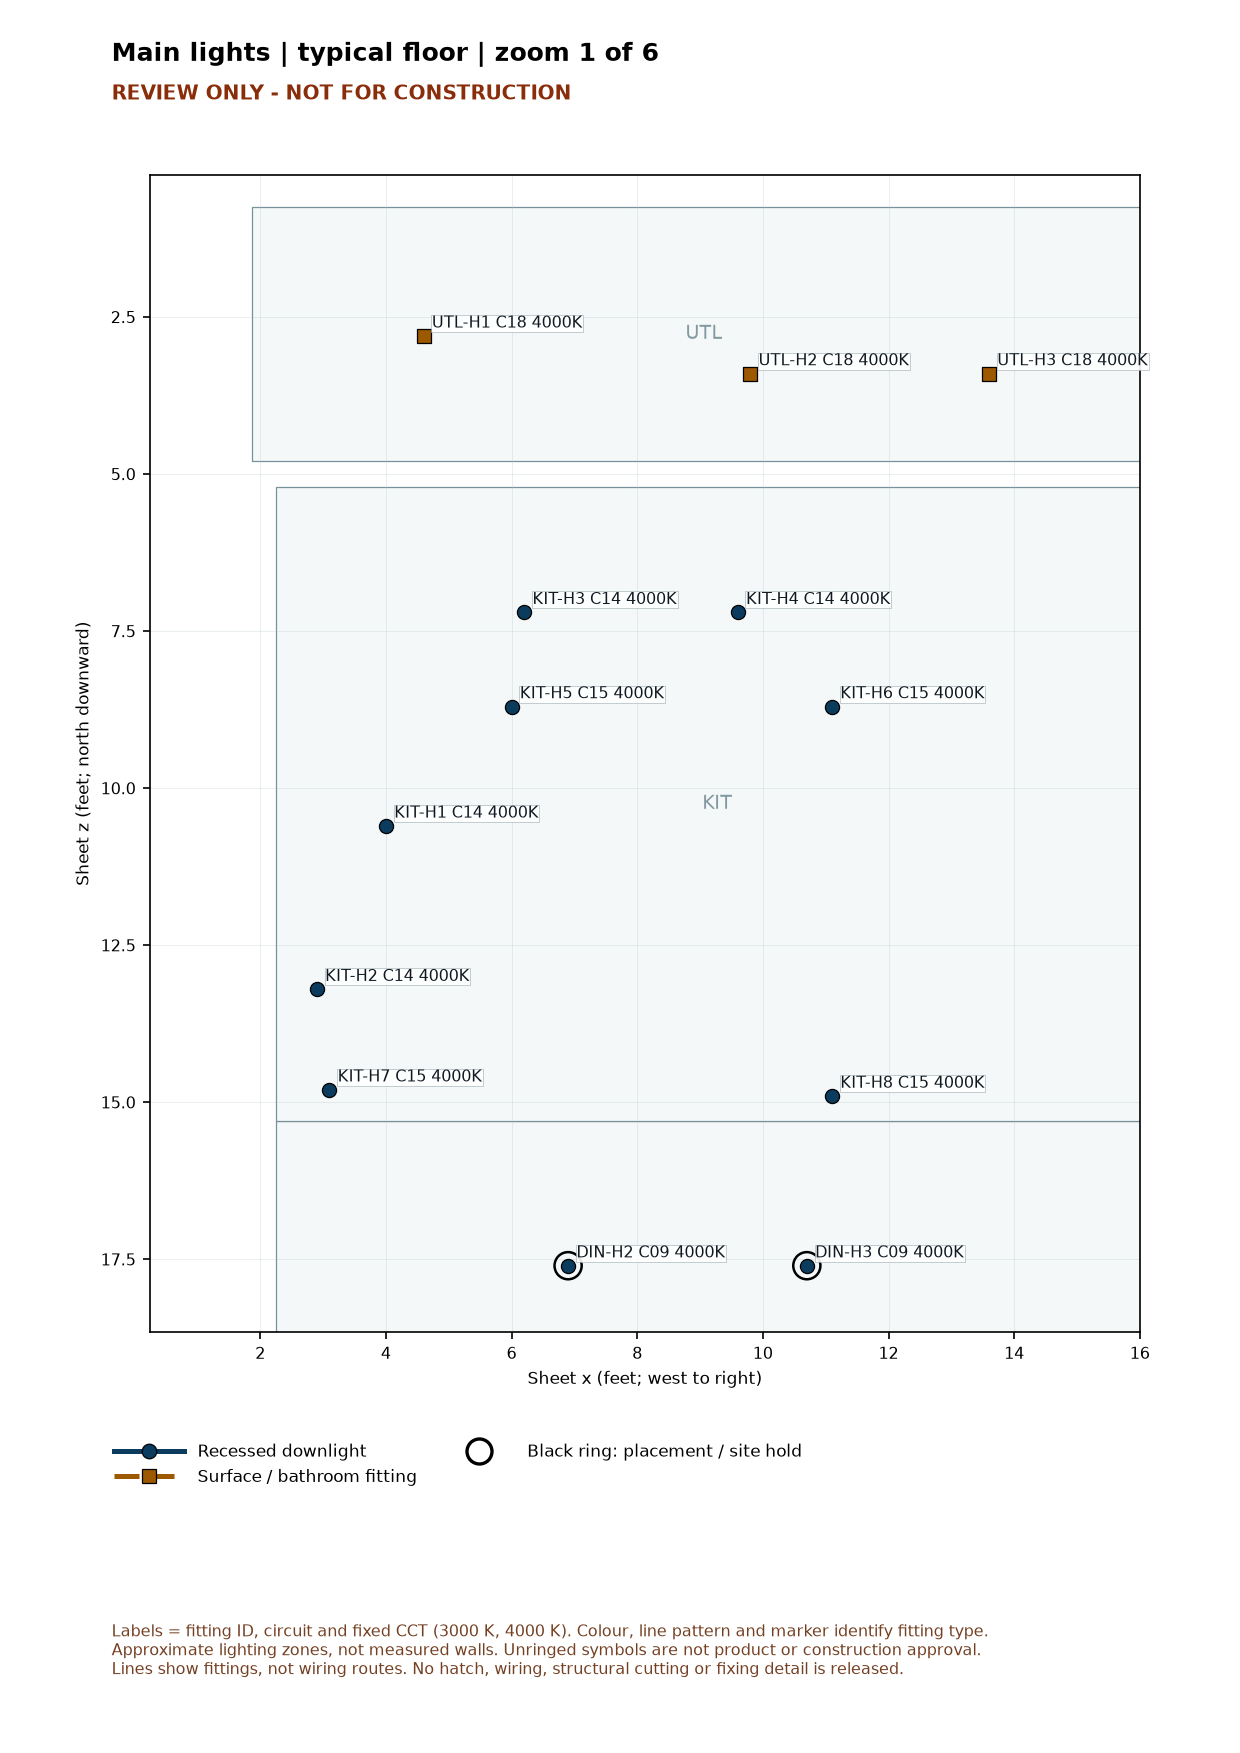 Main lights | typical floor | zoom 1 of 6
REVIEW ONLY - NOT FOR CONSTRUCTION
UTL-H1 C18 4000K
UTL
UTL-H2 C18 4000K
UTL-H3 C18 4000K
KIT-H3 C14 4000K
KIT-H4 C14 4000K
KIT-H5 C15 4000K
KIT-H6 C15 4000K
KIT
KIT-H1 C14 4000K
KIT-H2 C14 4000K
KIT-H7 C15 4000K
KIT-H8 C15 4000K
DIN-H2 C09 4000K
DIN-H3 C09 4000K
2.5
5.0
7.5
10.0
12.5
15.0
17.5
Sheet z (feet; north downward)
2 4 6 8 10 12 14 16
Sheet x (feet; west to right)
Recessed downlight
Surface / bathroom fitting
Black ring: placement / site hold
Labels = fitting ID, circuit and fixed CCT (3000 K, 4000 K). Colour, line pattern and marker identify fitting type.
Approximate lighting zones, not measured walls. Unringed symbols are not product or construction approval.
Lines show fittings, not wiring routes. No hatch, wiring, structural cutting or fixing detail is released.